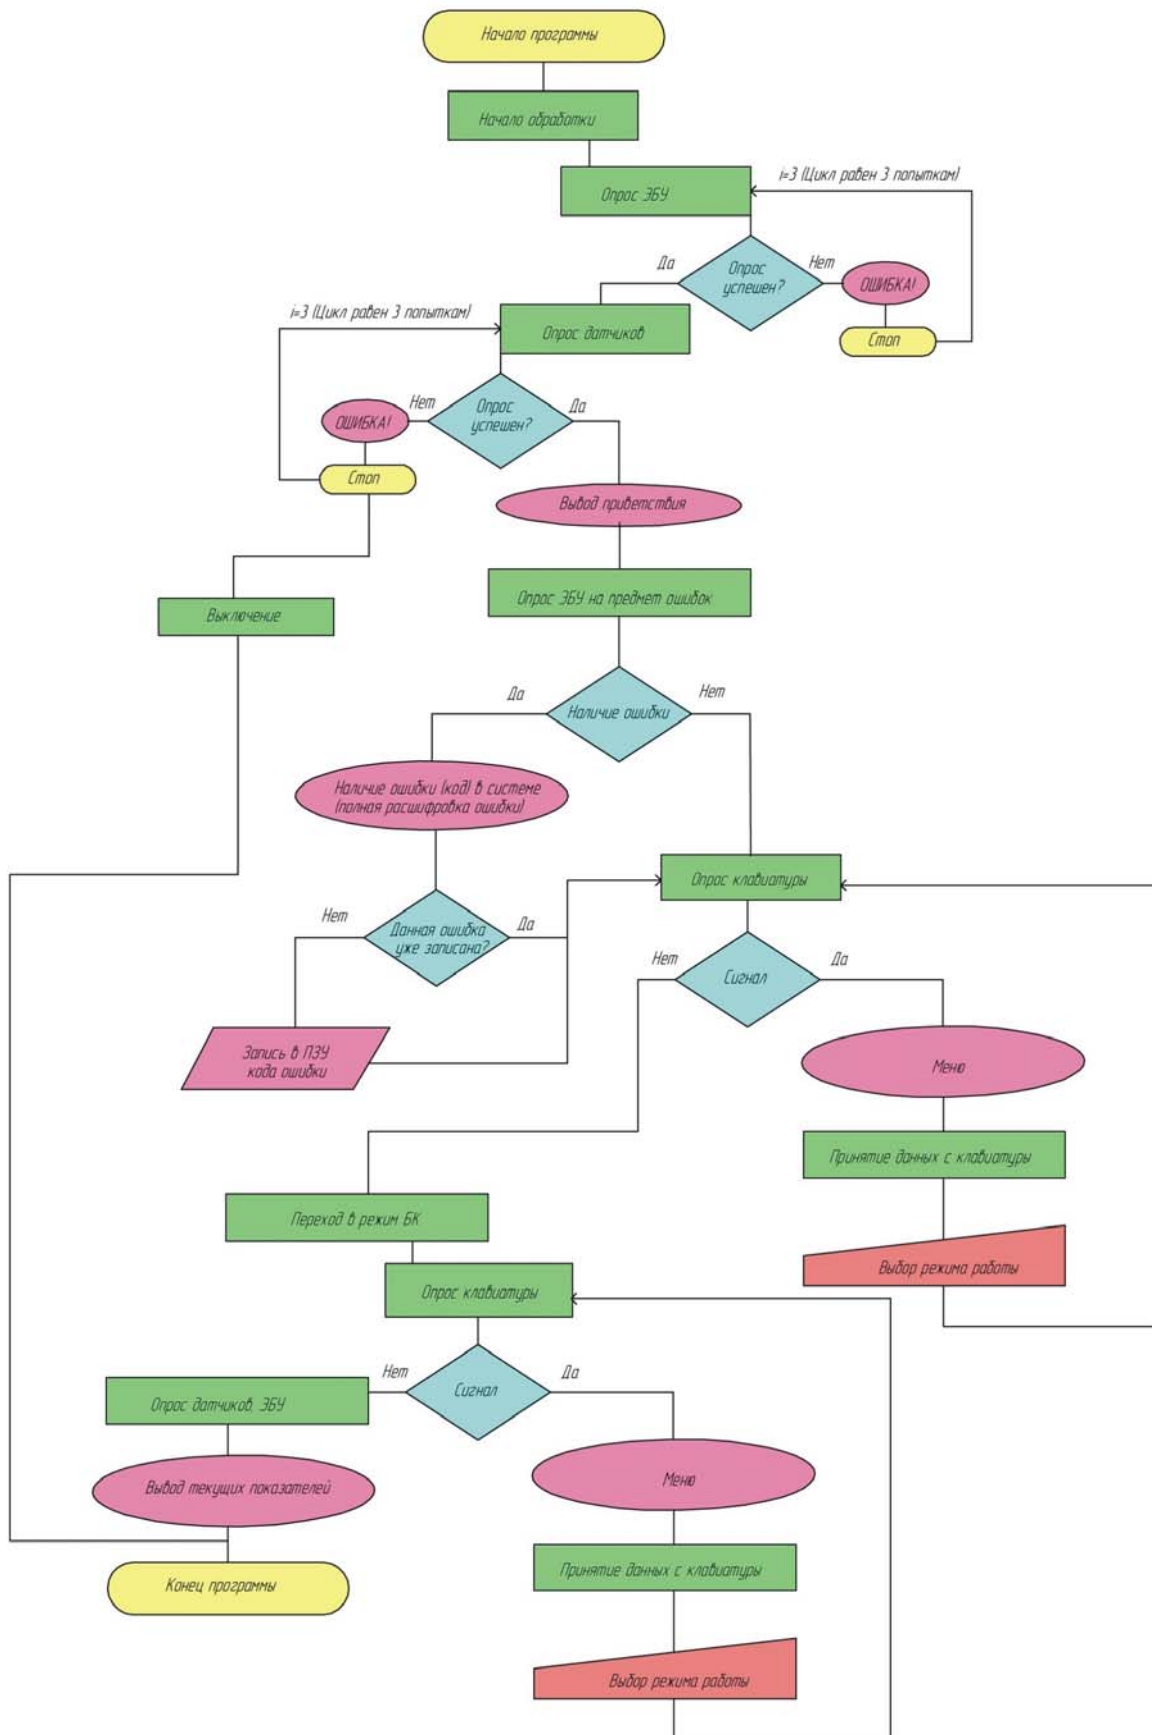 Начало программы
Начало обработки
i=3 (Цикл равен 3 попыткам)
Опрос ЭБУ
Да
Опрос
успешен?
Нет
ОШИБКА!
Стоп
i=3 (Цикл равен 3 попыткам)
Опрос датчиков
Нет
Опрос
успешен?
Да
ОШИБКА!
Стоп
Вывод приветствия
Выключение
Опрос ЭБУ на предмет ошибок
Да
Наличие ошибки
Нет
Наличие ошибки (код) в системе
(полная расшифровка ошибки)
Опрос клавиатуры
Нет
Данная ошибка
уже записана?
Да
Нет
Сигнал
Да
Запись в ПЗУ
кода ошибки
Меню
Принятие данных с клавиатуры
Переход в режим БК
Выбор режима работы
Опрос клавиатуры
Нет
Сигнал
Да
Опрос датчиков, ЭБУ
Вывод текущих показателей
Меню
Принятие данных с клавиатуры
Конец программы
Выбор режима работы